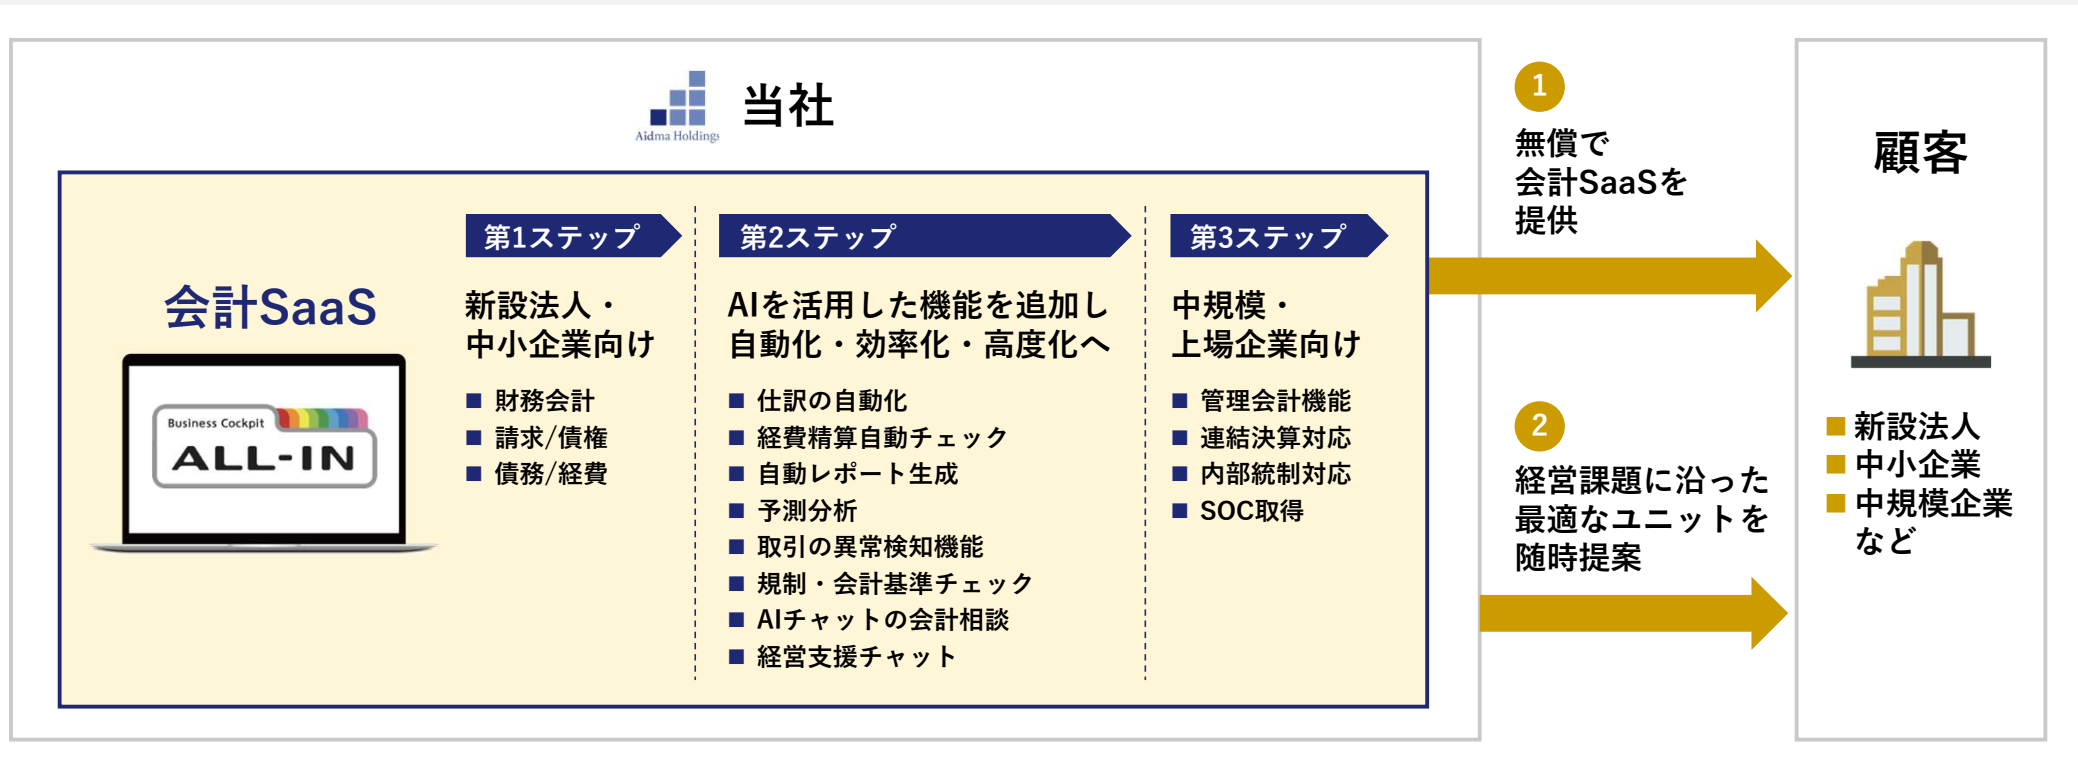 Aidma Holdings
当社
会計SaaS
Business Cockpit
ALL-IN
第1ステップ
新設法人・
中小企業向け
■ 財務会計
■ 請求/債権
■ 債務/経費
第2ステップ
AIを活用した機能を追加し
自動化・効率化・高度化へ
■ 仕訳の自動化
■ 経費精算自動チェック
■ 自動レポート生成
■ 予測分析
■ 取引の異常検知機能
■ 規制・会計基準チェック
■ AIチャットの会計相談
■ 経営支援チャット
第3ステップ
中規模・
上場企業向け
■ 管理会計機能
■ 連結決算対応
■ 内部統制対応
■ SOC取得
1
無償で
会計SaaSを
提供
2
経営課題に沿った
最適なユニットを
随時提案
顧客
■ 新設法人
■ 中小企業
■ 中規模企業
など